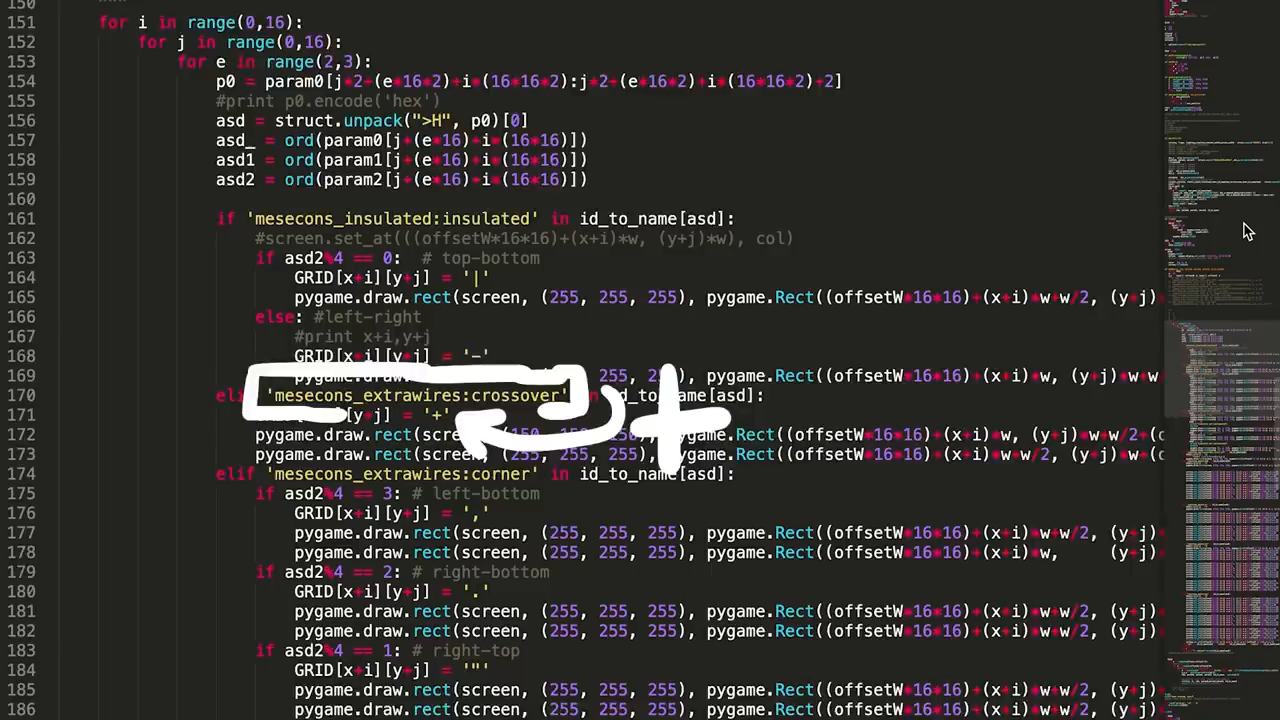 150
151 for i in range(0,16):
152 for j in range(0,16):
153 for e in range(2,3):
154 p0 = param0[j*2+(e*16*2)+i*(16*16*2):j*2+(e*16*2)+i*(16*16*2)+2]
155 #print p0.encode('hex')
156 asd = struct.unpack(">H", p0)[0]
157 asd_ = ord(param0[j+(e*16)+i*(16*16)])
158 asd1 = ord(param1[j+(e*16)+i*(16*16)])
159 asd2 = ord(param2[j+(e*16)+i*(16*16)])
160
161 if 'mesecons_insulated:insulated' in id_to_name[asd]:
162 #screen.set_at(((offsetW*16*16)+(x+i)*w, (y+j)*w), col)
163 if asd2%4 == 0: # top-bottom
164 GRID[x+i][y+j] = '|'
165 pygame.draw.rect(screen, (255, 255, 255), pygame.Rect((offsetW*16*16)+(x+i)*w+w/2, (y+j)*
166 else: #left-right
167 #print x+i,y+j
168 GRID[x+i][y+j] = '-'
169 pygame.draw. 255, 255), pygame.Rect((offsetW*16*16)+(x+i)*w, (y+j)*w+w
170 'mesecons_extrawires:crossover' in id_to_name[asd]: +
171 [y+j] = '+'
172 pygame.draw.rect( pygame.Rect((offsetW*16*16)+(x+i)*w, (y+j)*w+w/2+(
173 pygame.draw.rect( 255), pygame.Rect((offsetW*16*16)+(x+i)*w+w/2, (y+j)*w
174 elif 'mesecons_extrawires:corner' in id_to_name[asd]:
175 if asd2%4 == 3: # left-bottom
176 GRID[x+i][y+j] = ','
177 pygame.draw.rect(screen, (255, 255, 255), pygame.Rect((offsetW*16*16)+(x+i)*w+w/2, (y+j)
178 pygame.draw.rect(screen, (255, 255, 255), pygame.Rect((offsetW*16*16)+(x+i)*w, (y+j)
179 if asd2%4 == 2: # right-bottom
180 GRID[x+i][y+j] = '.'
181 pygame.draw.rect(screen, (255, 255, 255), pygame.Rect((offsetW*16*16)+(x+i)*w+w/2, (y+j)*
182 pygame.draw.rect(screen, (255, 255, 255), pygame.Rect((offsetW*16*16)+(x+i)*w+w/2, (y+j)*
183 if asd2%4 == 1: # right-top
184 GRID[x+i][y+j] = '"'
185 pygame.draw.rect(screen, (255, 255, 255), pygame.Rect((offsetW*16*16)+(x+i)*w+w/2, (y+j)*
186 pygame.draw.rect(screen, (255, 255, 255), pygame.Rect((offsetW*16*16)+(x+i)*w+w/2, (y+j)*